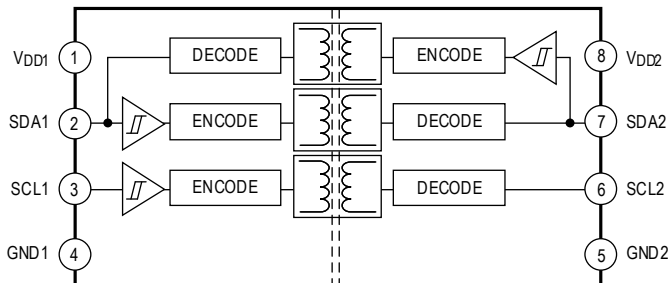 VDD1 1 DECODE ENCODE 8 VDD2
SDA1 2 ENCODE DECODE 7 SDA2
SCL1 3 ENCODE DECODE 6 SCL2
GND1 4 5 GND2